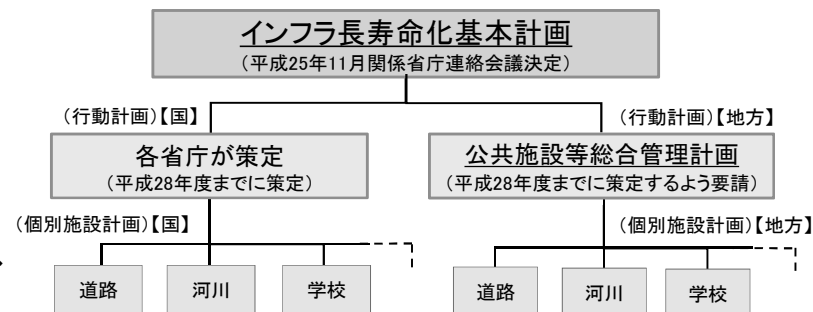 インフラ長寿命化基本計画
（平成25年11月関係省庁連絡会議決定）
（行動計画）【国】
（行動計画）【地方】
各省庁が策定
（平成28年度までに策定）
公共施設等総合管理計画
（平成28年度までに策定するよう要請）
（個別施設計画）【国】
（個別施設計画）【地方】
道路
河川
学校
道路
河川
学校